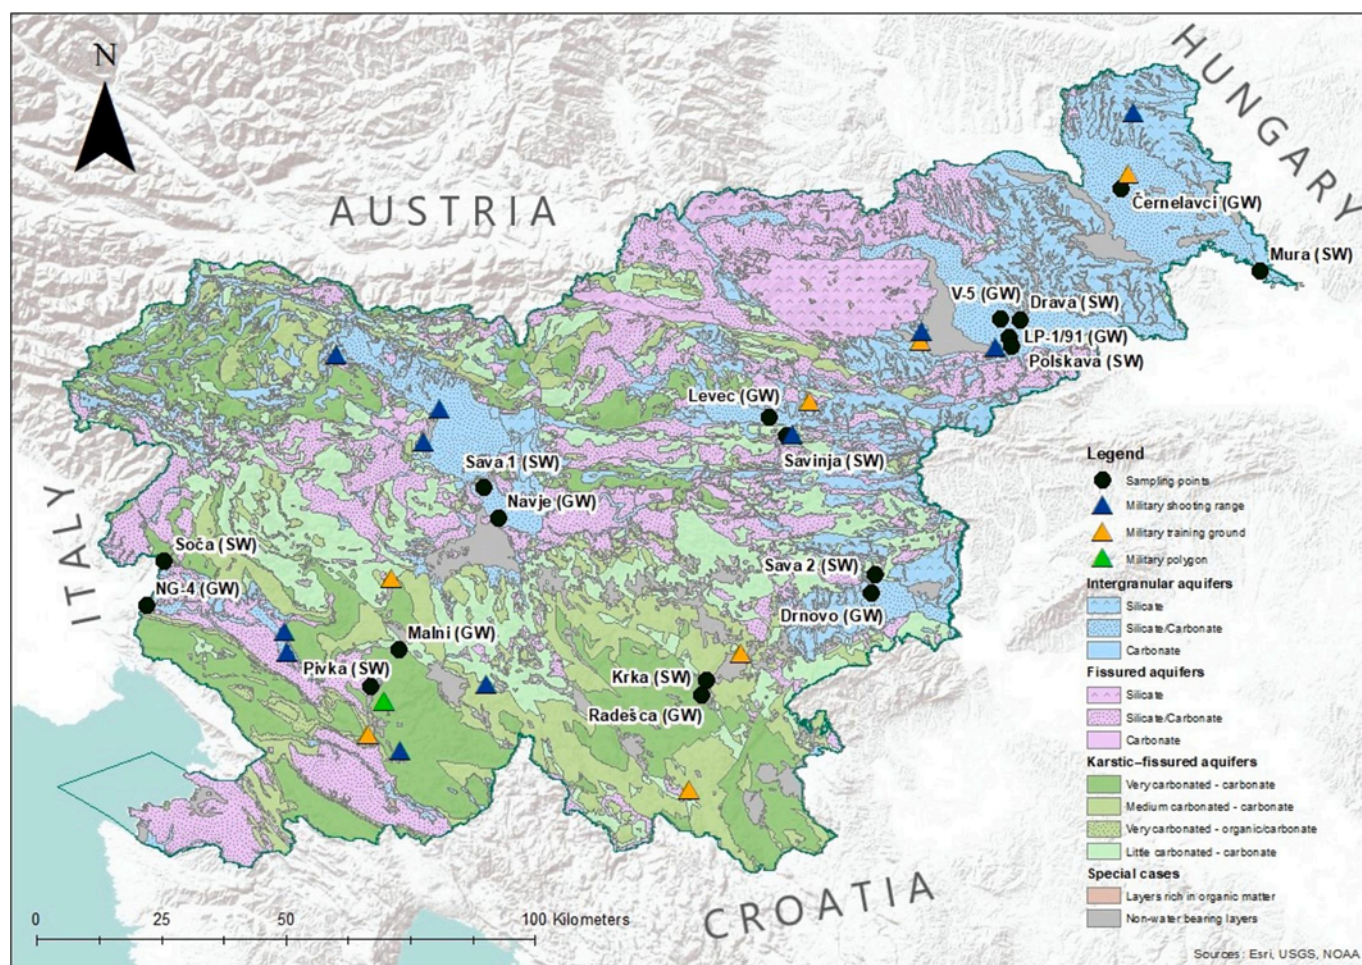 N
HUNGARY
AUSTRIA
Černelavci (GW)
Mura (SW)
V-5 (GW)
Drava (SW)
LP-1/91 (GW)
Polskava (SW)
Levec (GW)
Savinja (SW)
Sava 1 (SW)
Navje (GW)
ITALY
Soča (SW)
NG-4 (GW)
Sava 2 (SW)
Drnovo (GW)
Malni (GW)
Pivka (SW)
Krka (SW)
Radešca (GW)
CROATIA
0 25 50 100 Kilometers
Legend
Sampling points
Military shooting range
Military training ground
Military polygon
Intergranular aquifers
Silicate
Silicate/Carbonate
Carbonate
Fissured aquifers
Silicate
Silicate/Carbonate
Carbonate
Karstic–fissured aquifers
Very carbonated - carbonate
Medium carbonated - carbonate
Very carbonated - organic/carbonate
Little carbonated - carbonate
Special cases
Layers rich in organic matter
Non-water bearing layers
Sources: Esri, USGS, NOAA